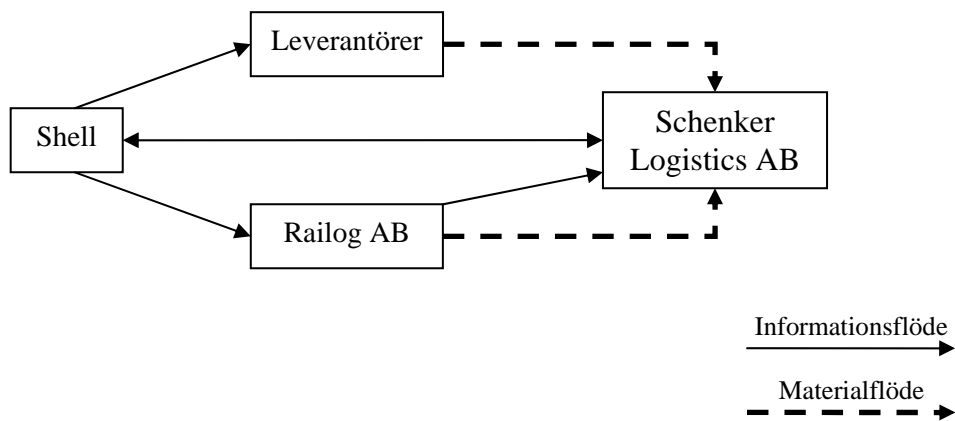 Leverantörer
Shell
Schenker
Logistics AB
Railog AB
Informationsflöde
Materialflöde